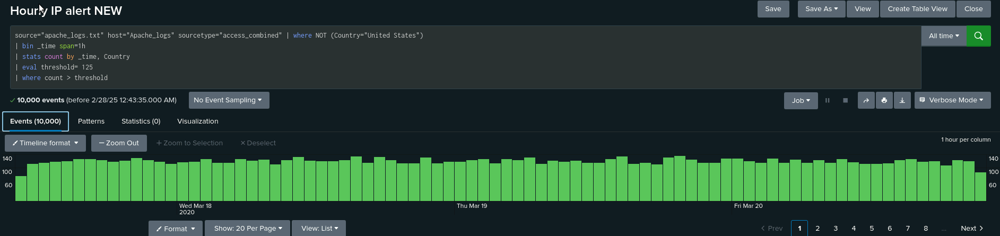 Hourly IP alert NEW
Save
Save As
View
Create Table View
Close
source="apache_logs.txt" host="Apache_logs" sourcetype="access_combined" | where NOT (Country="United States")
| bin _time span=1h
| stats count by _time, Country
| eval threshold= 125
| where count > threshold
All time
10,000 events (before 2/28/25 12:43:35.000 AM)
No Event Sampling
Job
Verbose Mode
Events (10,000)
Patterns
Statistics (0)
Visualization
Timeline format
— Zoom Out
+ Zoom to Selection
× Deselect
1 hour per column
140
100
60
140
100
60
Wed Mar 18
2020
Thu Mar 19
Fri Mar 20
Format
Show: 20 Per Page
View: List
< Prev
1
2
3
4
5
6
7
8
...
Next >